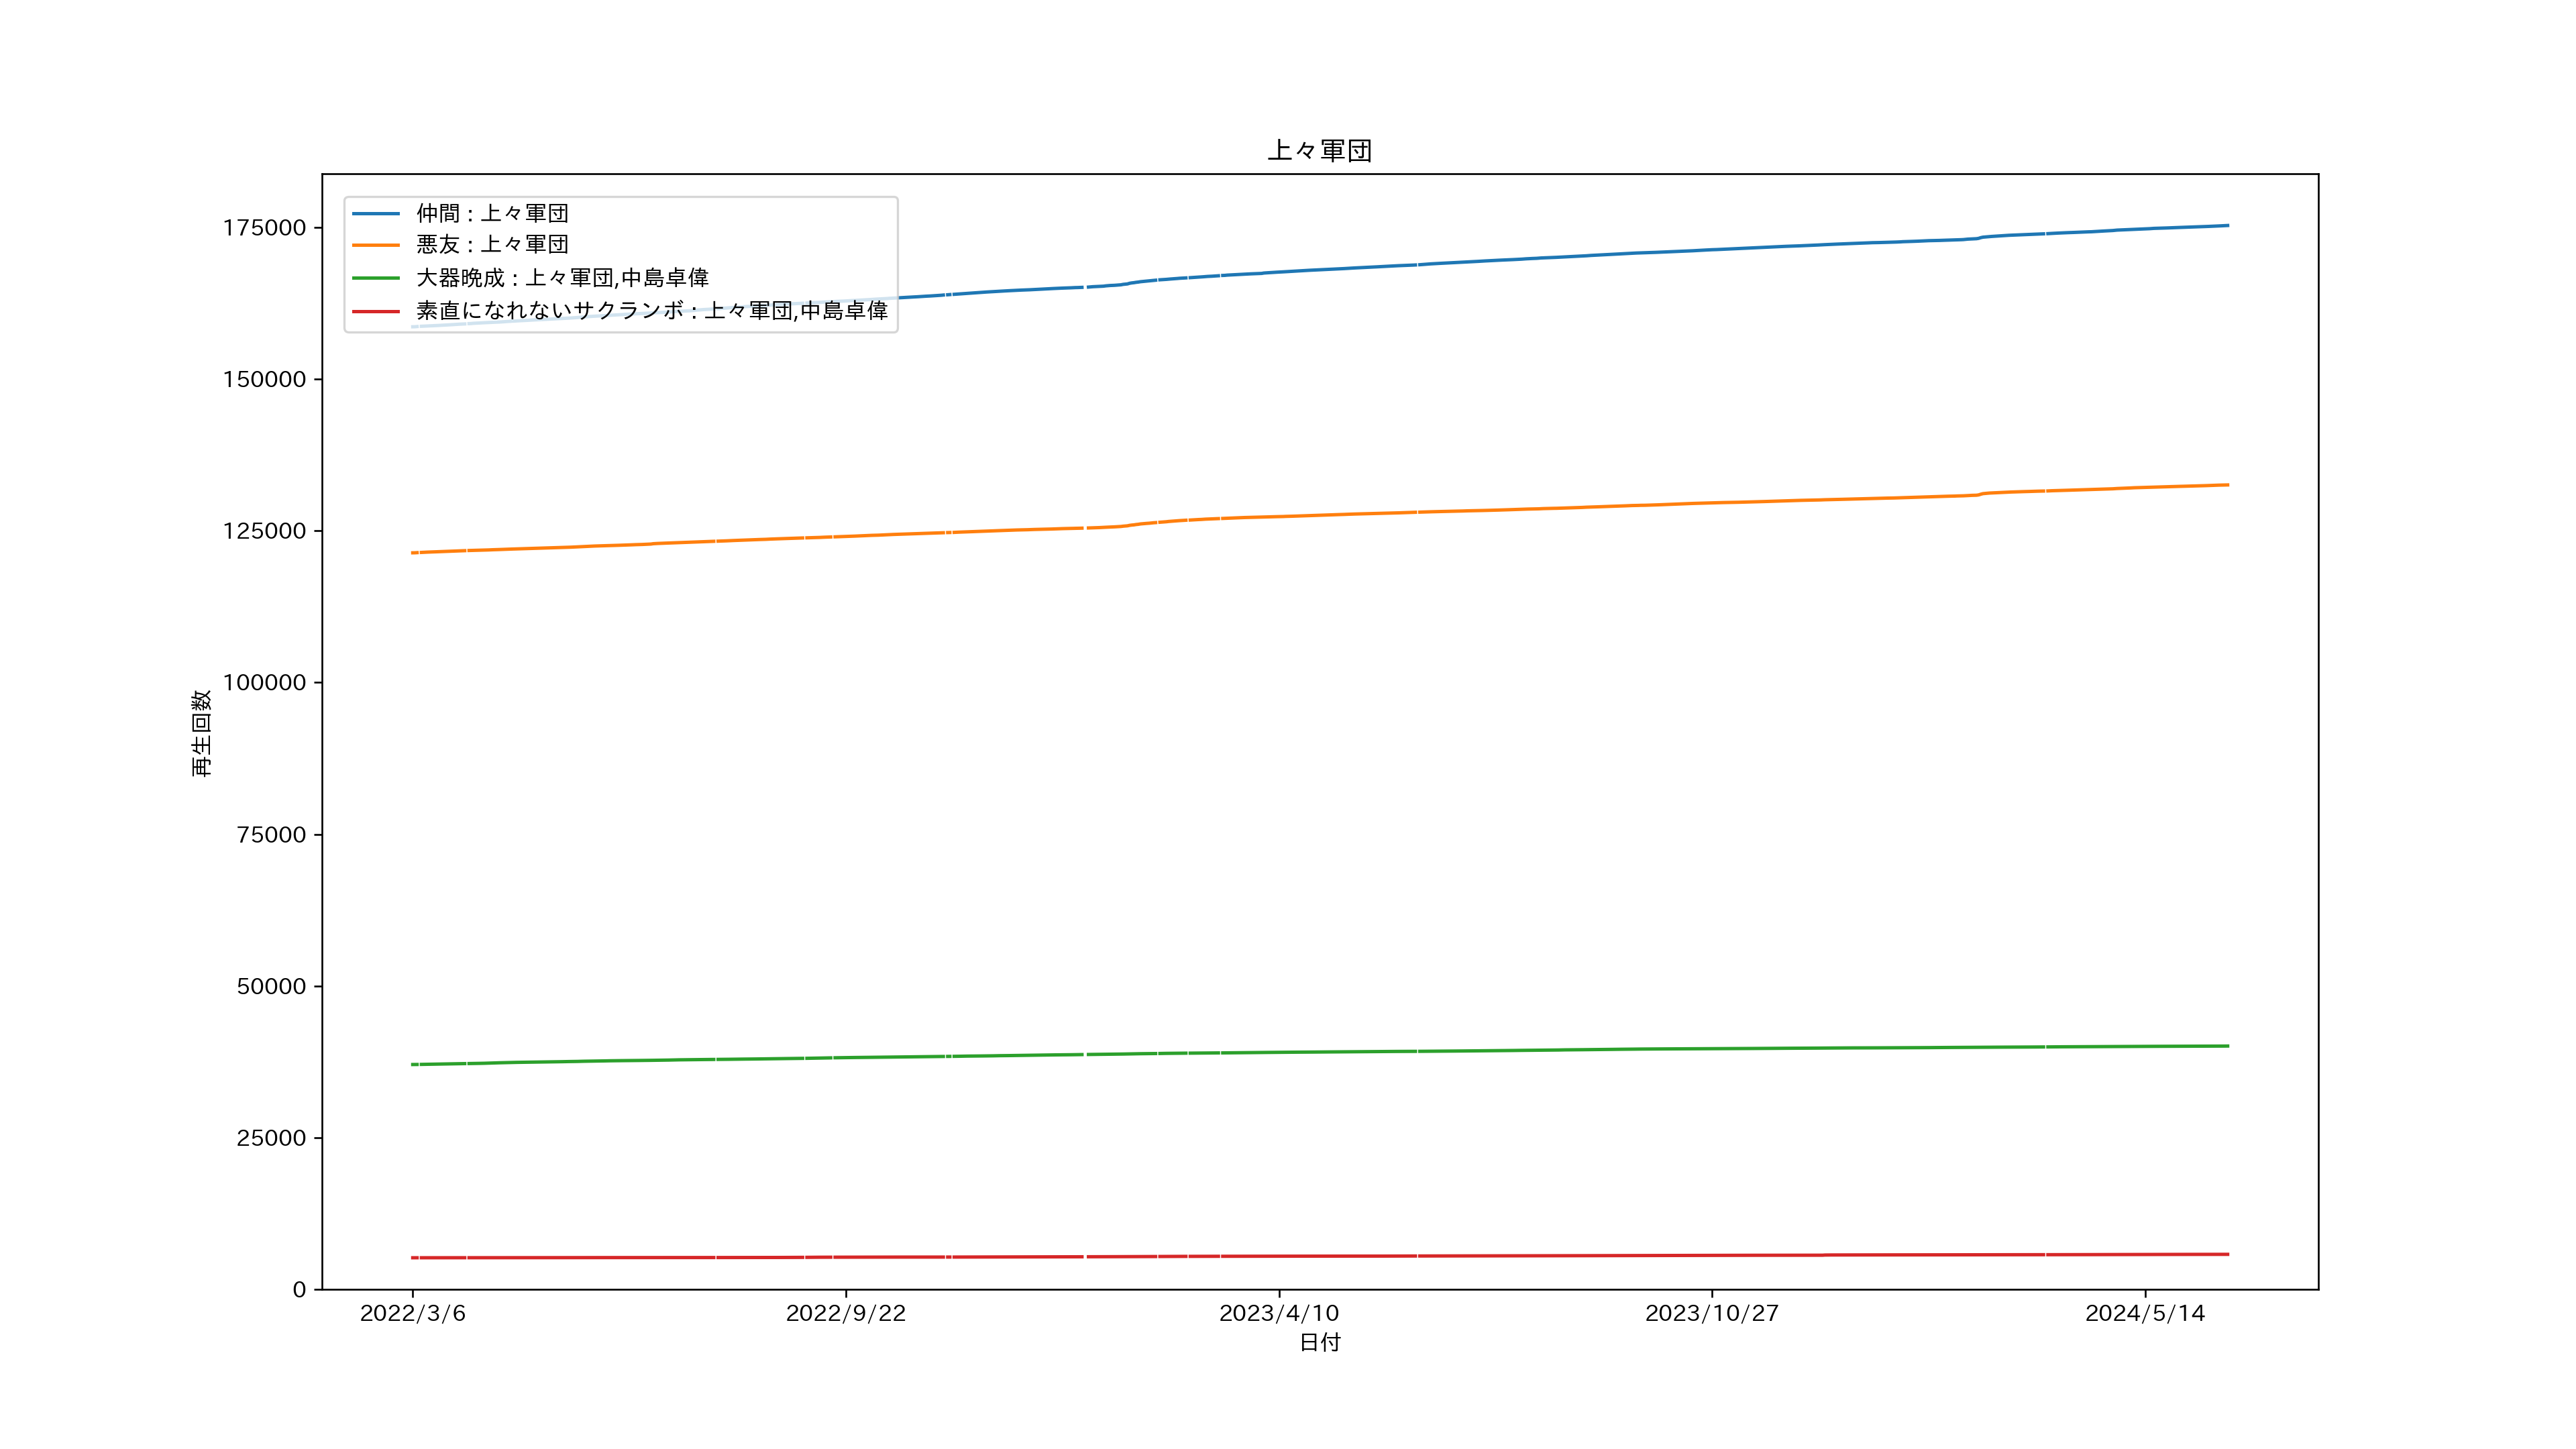 上々軍団
仲間 : 上々軍団
悪友 : 上々軍団
大器晩成 : 上々軍団,中島卓偉
素直になれないサクランボ : 上々軍団,中島卓偉
175000
150000
125000
100000
75000
50000
25000
0
再生回数
2022/3/6
2022/9/22
2023/4/10
2023/10/27
2024/5/14
日付